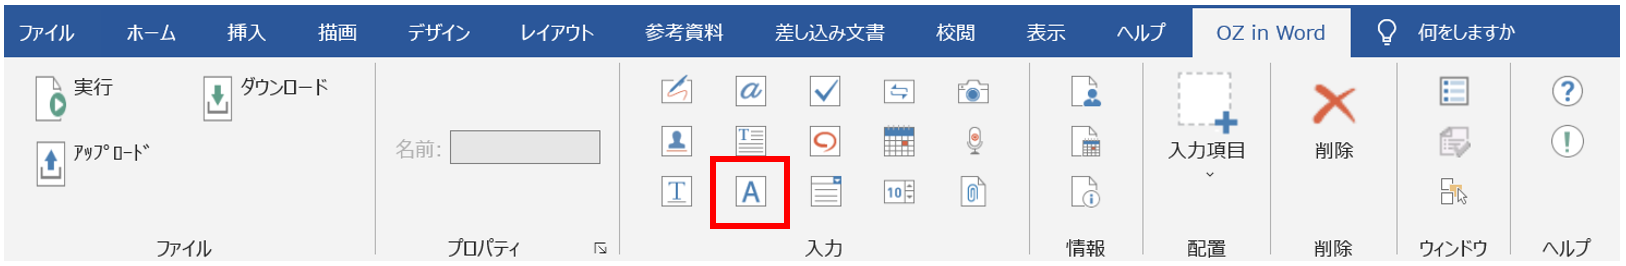 ファイル ホーム 挿入 描画 デザイン レイアウト 参考資料 差し込み文書 校閲 表示 ヘルプ OZ in Word 何をしますか
実行 ダウンロード
ｱｯﾌﾟﾛｰﾄﾞ
名前:
a
T
T A 10
入力項目 削除
ファイル プロパティ 入力 情報 配置 削除 ウィンドウ ヘルプ